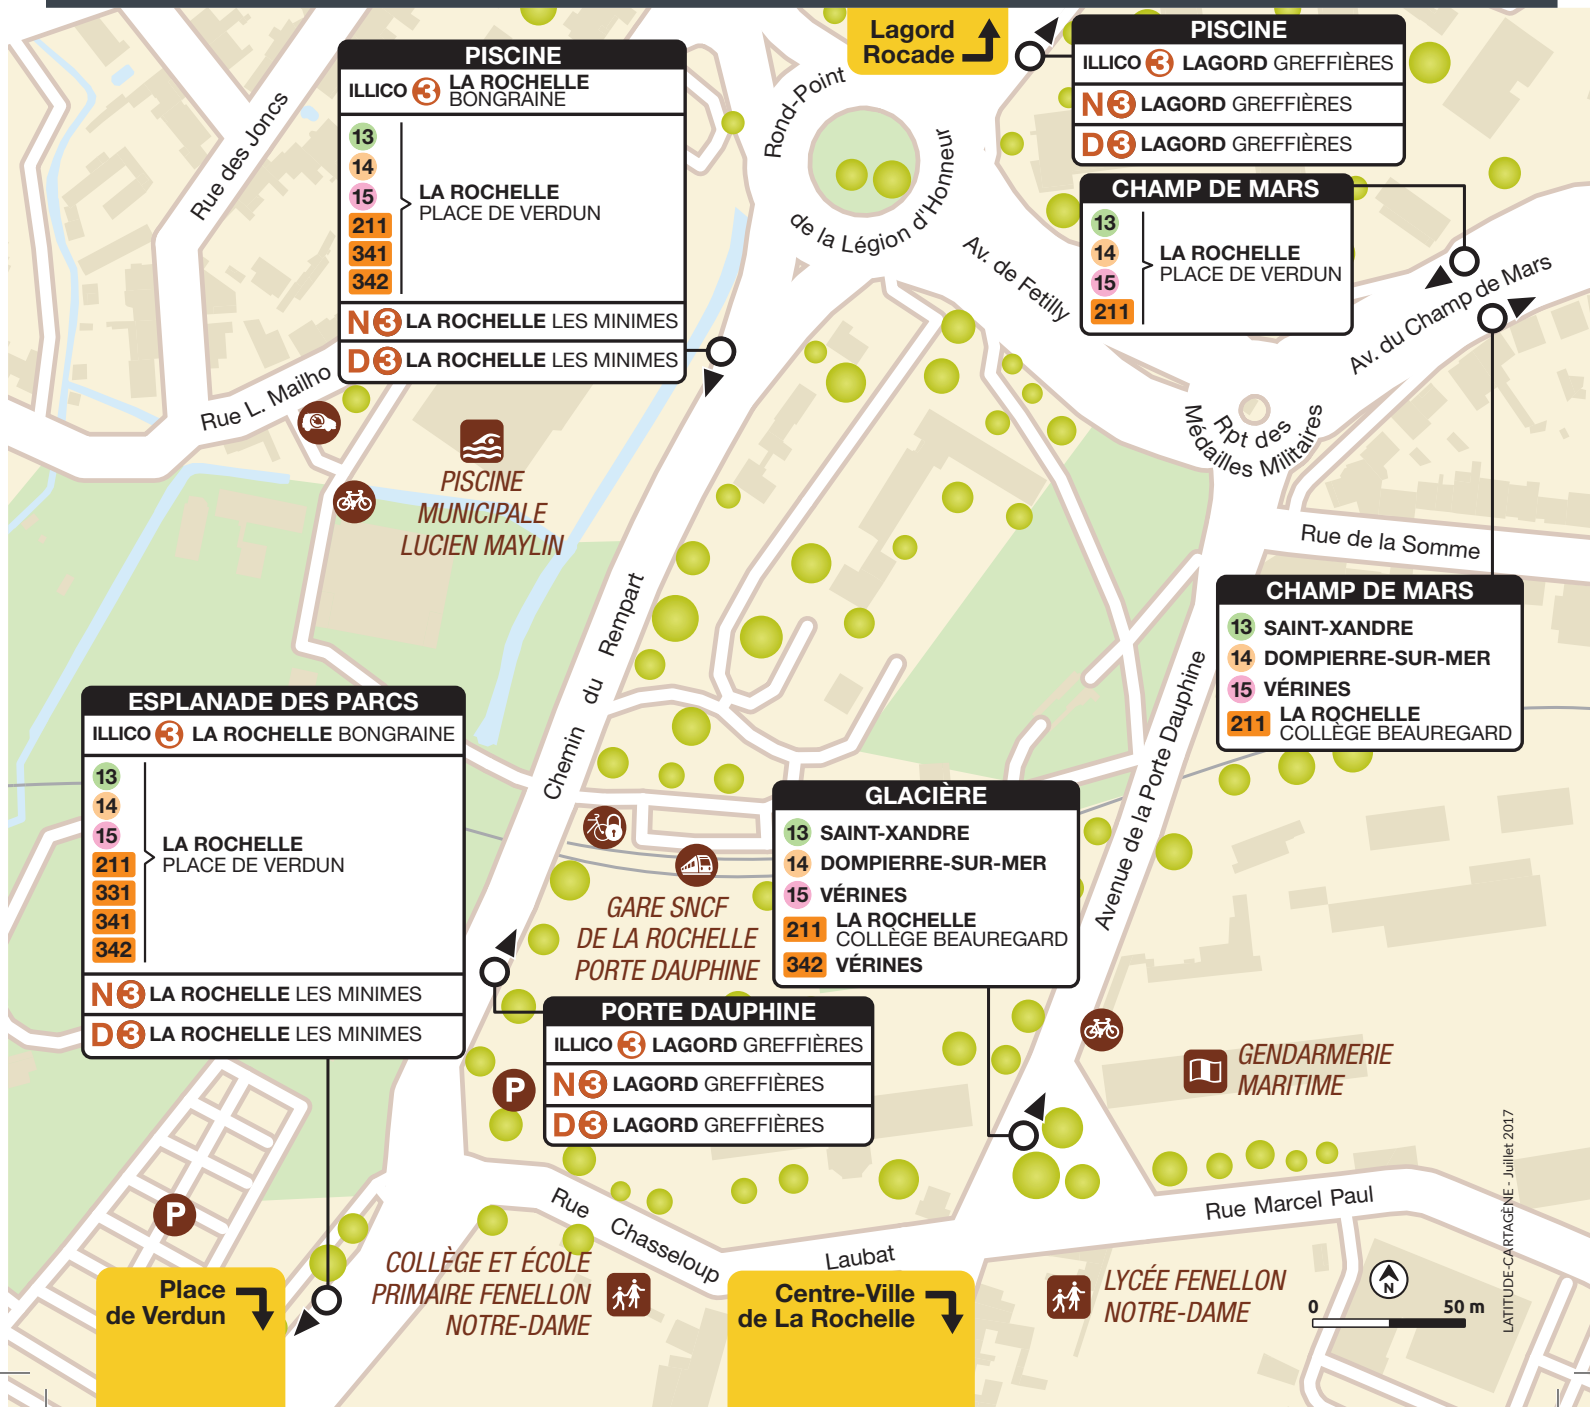 Lagord
Rocade
PISCINE
ILLICO 3 LA ROCHELLE
BONGRAINE
13
14
15
211
341
342
LA ROCHELLE
PLACE DE VERDUN
N3 LA ROCHELLE LES MINIMES
D3 LA ROCHELLE LES MINIMES
PISCINE
ILLICO 3 LAGORD GREFFIÈRES
N3 LAGORD GREFFIÈRES
D3 LAGORD GREFFIÈRES
Rue des Joncs
Rond-Point
de la Légion d'Honneur
CHAMP DE MARS
13
14
15
211
LA ROCHELLE
PLACE DE VERDUN
Av. de Fetilly
Av. du Champ de Mars
Rue L. Mailho
Rpt des
Médailles Militaires
PISCINE
MUNICIPALE
LUCIEN MAYLIN
Rue de la Somme
Chemin du Rempart
CHAMP DE MARS
13 SAINT-XANDRE
14 DOMPIERRE-SUR-MER
15 VÉRINES
211 LA ROCHELLE
COLLÈGE BEAUREGARD
Avenue de la Porte Dauphine
ESPLANADE DES PARCS
ILLICO 3 LA ROCHELLE BONGRAINE
13
14
15
211
331
341
342
LA ROCHELLE
PLACE DE VERDUN
N3 LA ROCHELLE LES MINIMES
D3 LA ROCHELLE LES MINIMES
GLACIÈRE
13 SAINT-XANDRE
14 DOMPIERRE-SUR-MER
15 VÉRINES
211 LA ROCHELLE
COLLÈGE BEAUREGARD
342 VÉRINES
GARE SNCF
DE LA ROCHELLE
PORTE DAUPHINE
PORTE DAUPHINE
ILLICO 3 LAGORD GREFFIÈRES
N3 LAGORD GREFFIÈRES
D3 LAGORD GREFFIÈRES
P
GENDARMERIE
MARITIME
P
Rue Chasseloup Laubat
Rue Marcel Paul
COLLÈGE ET ÉCOLE
PRIMAIRE FENELLON
NOTRE-DAME
LYCÉE FENELLON
NOTRE-DAME
Place
de Verdun
Centre-Ville
de La Rochelle
N
0 50 m
LATITUDE-CARTAGÈNE - Juillet 2017